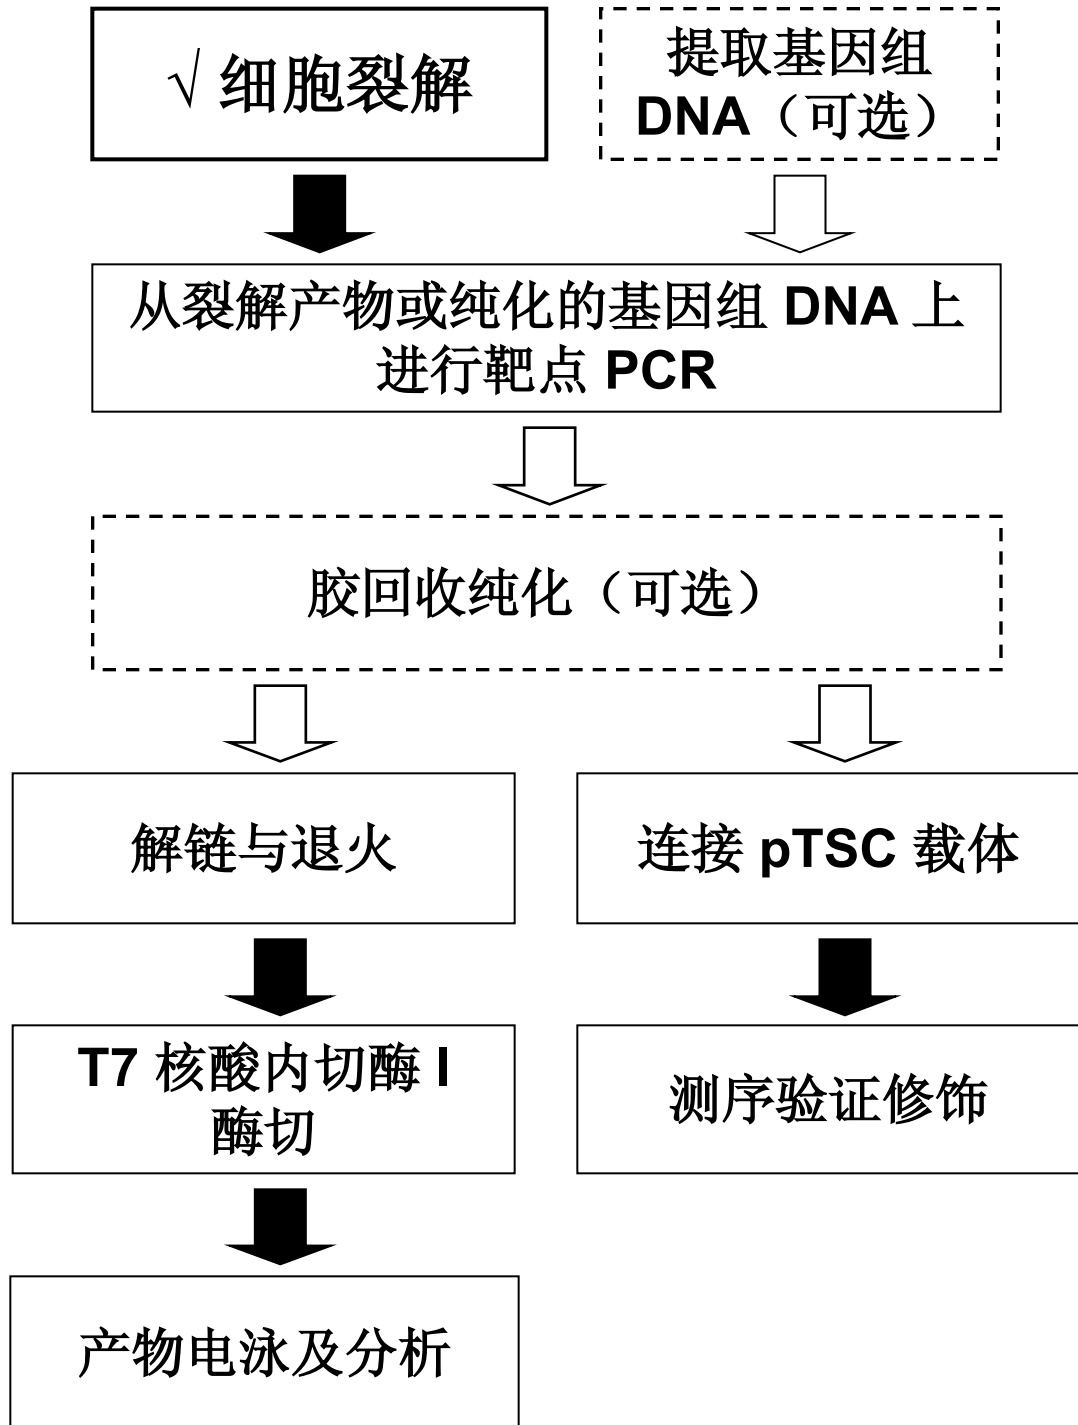 √ 细胞裂解
提取基因组
DNA（可选）
从裂解产物或纯化的基因组 DNA 上
进行靶点 PCR
胶回收纯化（可选）
解链与退火
连接 pTSC 载体
T7 核酸内切酶 I
酶切
测序验证修饰
产物电泳及分析